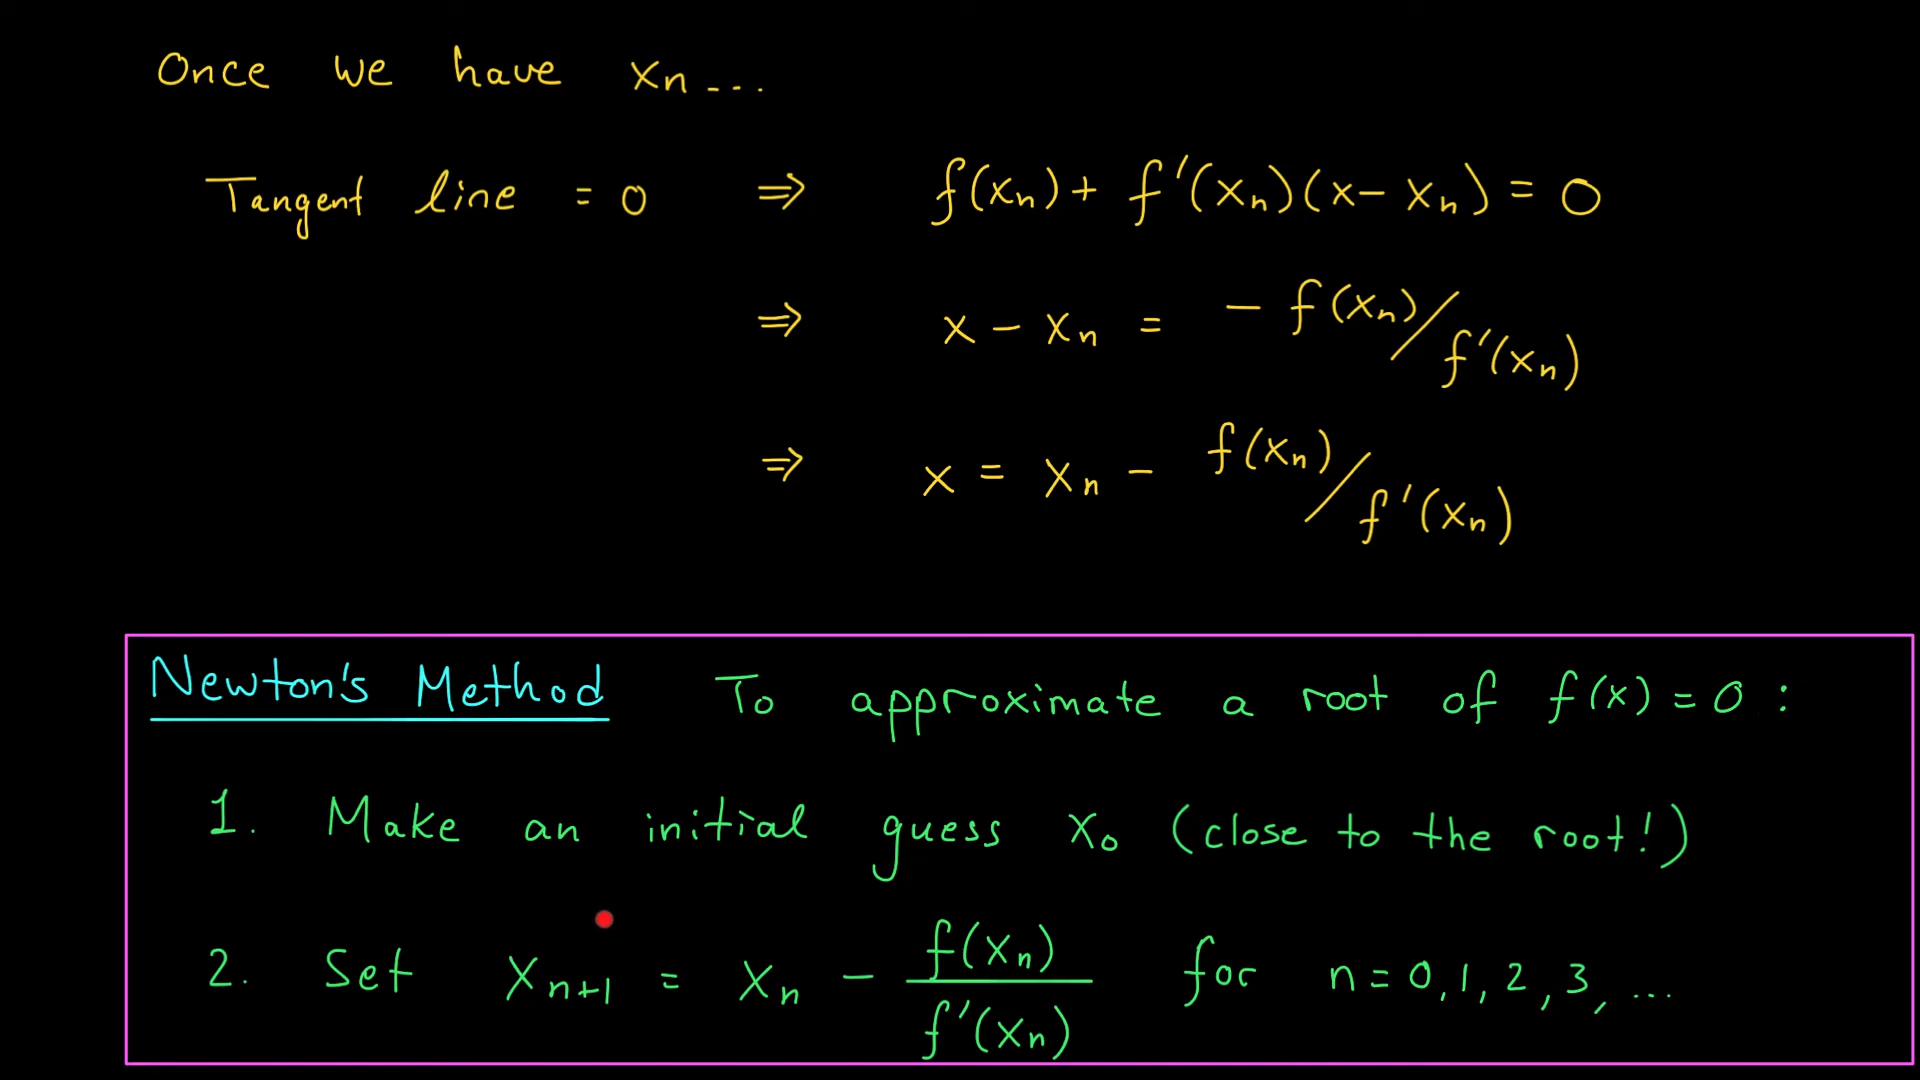 Once we have xn...
Tangent line = 0 ⇒ f(xn) + f'(xn)(x - xn) = 0
⇒ x - xn = - f(xn)/f'(xn)
⇒ x = xn - f(xn)/f'(xn)
Newton's Method To approximate a root of f(x) = 0 :
1. Make an initial guess x0 (close to the root!)
2. Set xn+1 = xn - f(xn)/f'(xn) for n = 0, 1, 2, 3, ...